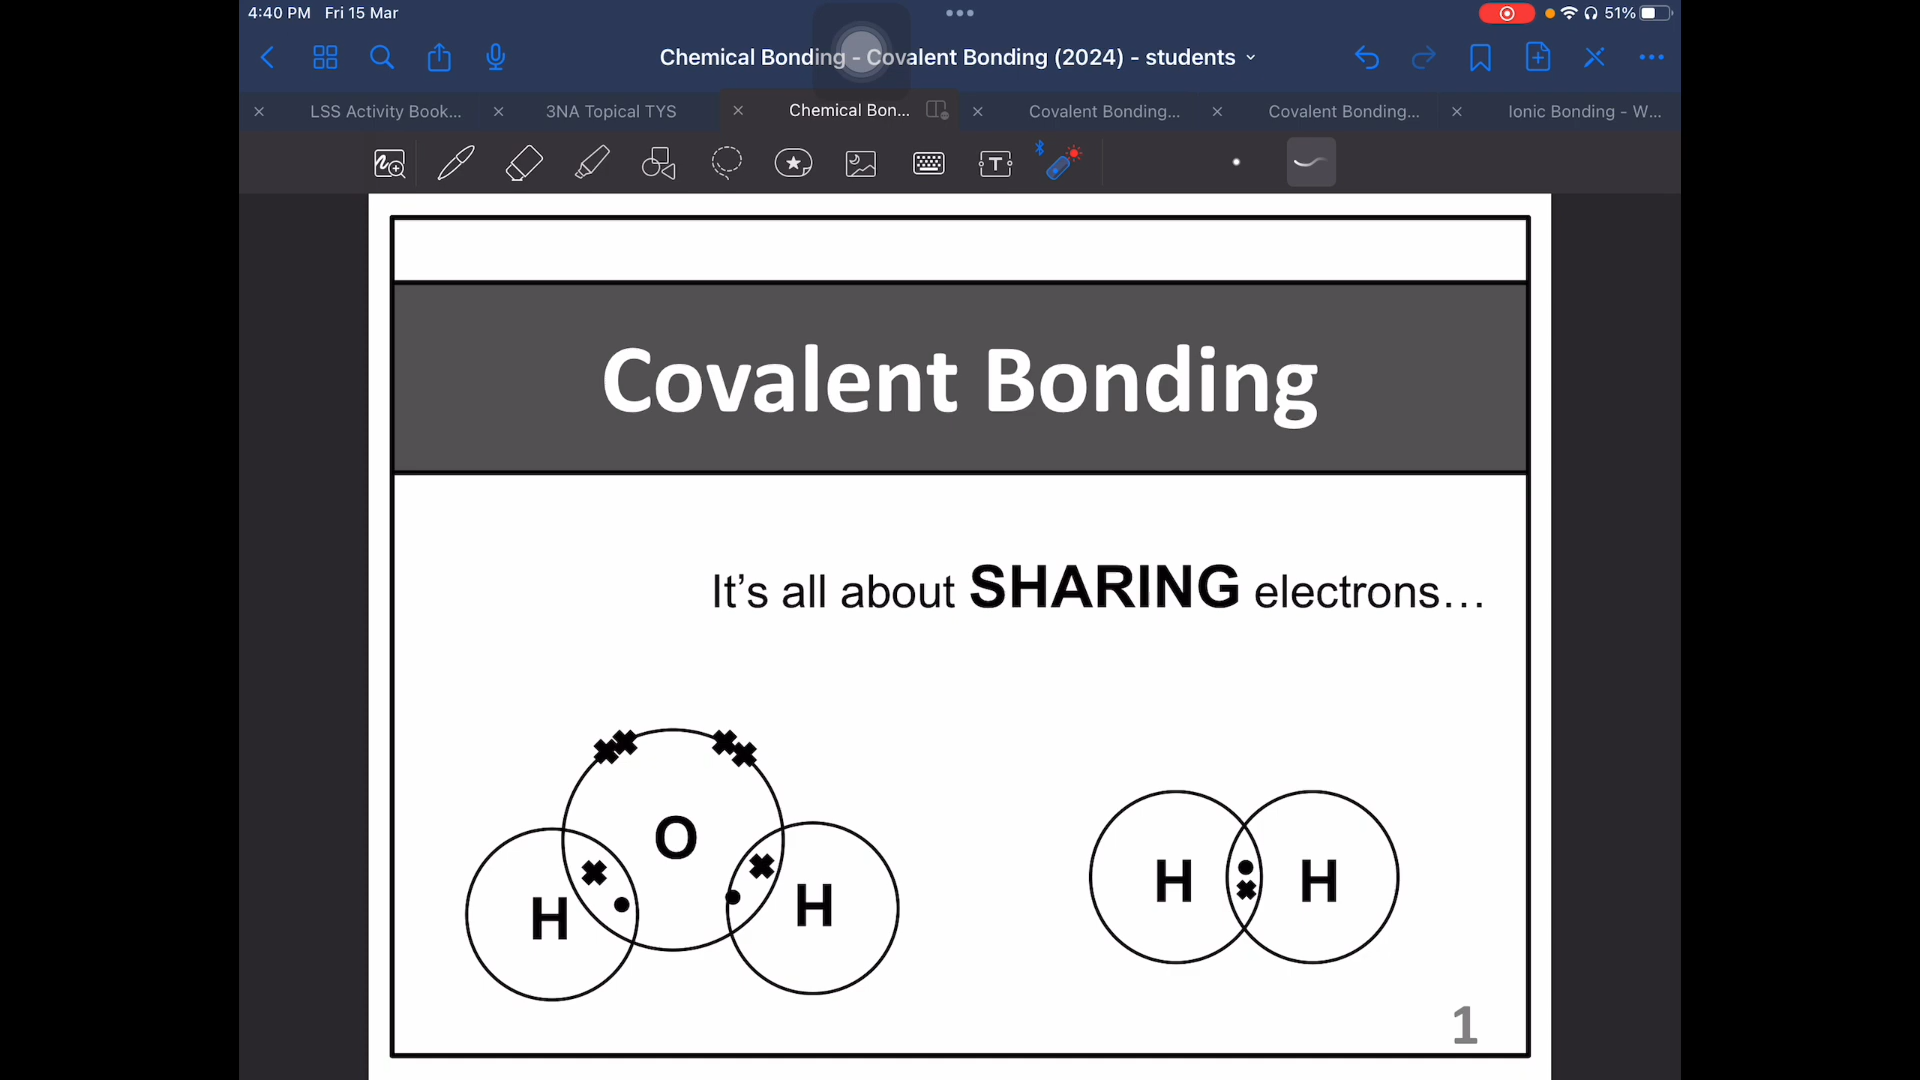 4:40 PM Fri 15 Mar
51%
Chemical Bonding - Covalent Bonding (2024) - students
LSS Activity Book...
3NA Topical TYS
Chemical Bon...
Covalent Bonding...
Covalent Bonding...
Ionic Bonding - W...
T
Covalent Bonding
It's all about SHARING electrons...
O
H
H
H H
1